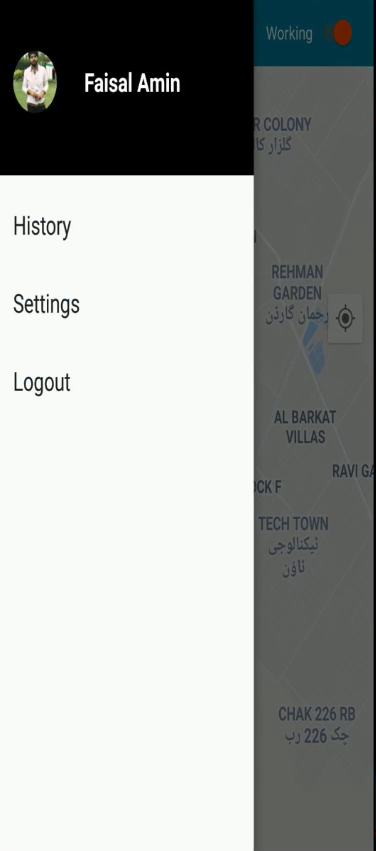 Working
Faisal Amin
History
Settings
Logout
R COLONY
گلزار کا
REHMAN
GARDEN
رحمان گارڈن
AL BARKAT
VILLAS
RAVI GA
OCK F
TECH TOWN
ٹیکنالوجی
ٹاؤن
CHAK 226 RB
چک 226 رب